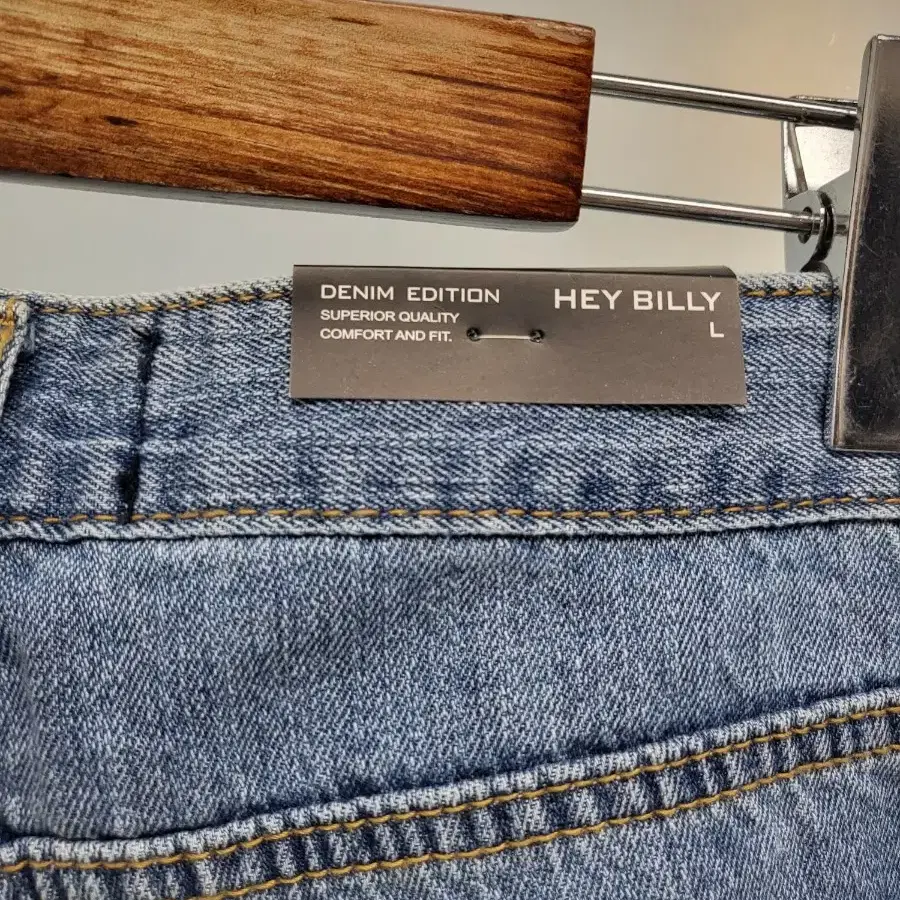 DENIM EDITION
SUPERIOR QUALITY
COMFORT AND FIT.
HEY BILLY
L